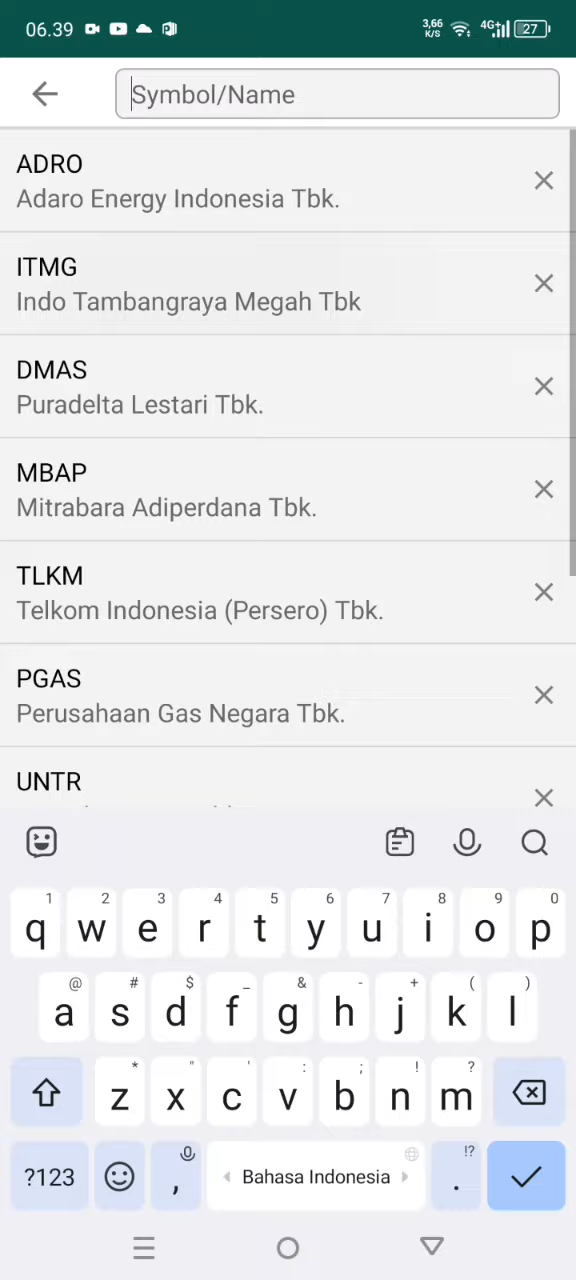 06.39
3,66
K/S
4G+
27
Symbol/Name
ADRO
Adaro Energy Indonesia Tbk.
ITMG
Indo Tambangraya Megah Tbk
DMAS
Puradelta Lestari Tbk.
MBAP
Mitrabara Adiperdana Tbk.
TLKM
Telkom Indonesia (Persero) Tbk.
PGAS
Perusahaan Gas Negara Tbk.
UNTR
1 2 3 4 5 6 7 8 9 0
q w e r t y u i o p
@ # $ _ & - + ( )
a s d f g h j k l
* " ' : ; ! ?
z x c v b n m
!?
?123 , Bahasa Indonesia .